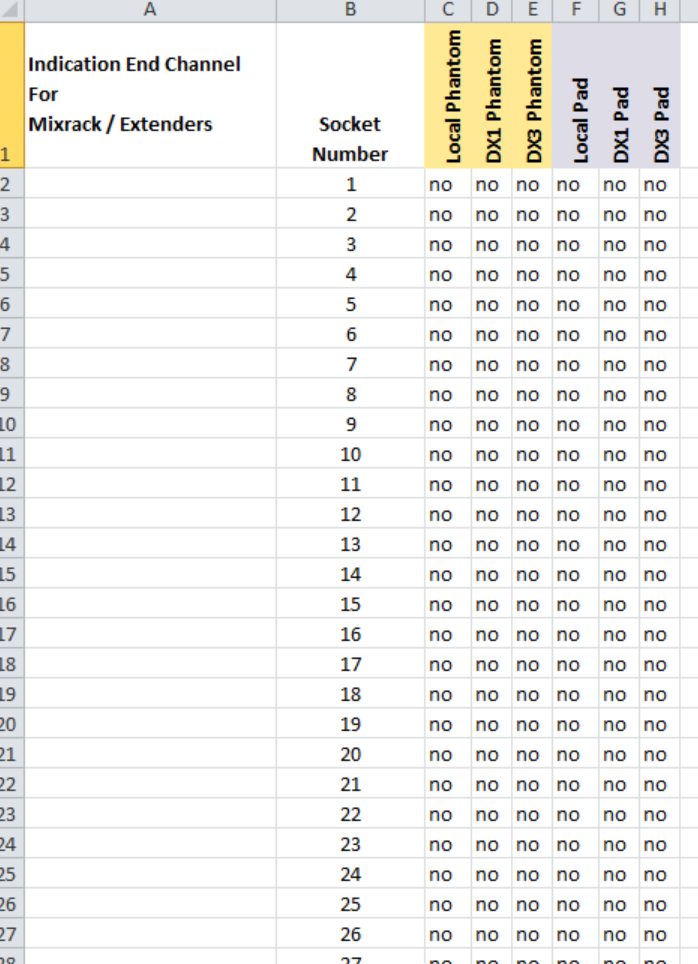 A B C D E F G H
1
Indication End Channel
For
Mixrack / Extenders
Socket
Number
Local Phantom
DX1 Phantom
DX3 Phantom
Local Pad
DX1 Pad
DX3 Pad
2 1 no no no no no no
3 2 no no no no no no
4 3 no no no no no no
5 4 no no no no no no
6 5 no no no no no no
7 6 no no no no no no
8 7 no no no no no no
9 8 no no no no no no
10 9 no no no no no no
11 10 no no no no no no
12 11 no no no no no no
13 12 no no no no no no
14 13 no no no no no no
15 14 no no no no no no
16 15 no no no no no no
17 16 no no no no no no
18 17 no no no no no no
19 18 no no no no no no
20 19 no no no no no no
21 20 no no no no no no
22 21 no no no no no no
23 22 no no no no no no
24 23 no no no no no no
25 24 no no no no no no
26 25 no no no no no no
27 26 no no no no no no
28 27 no no no no no no